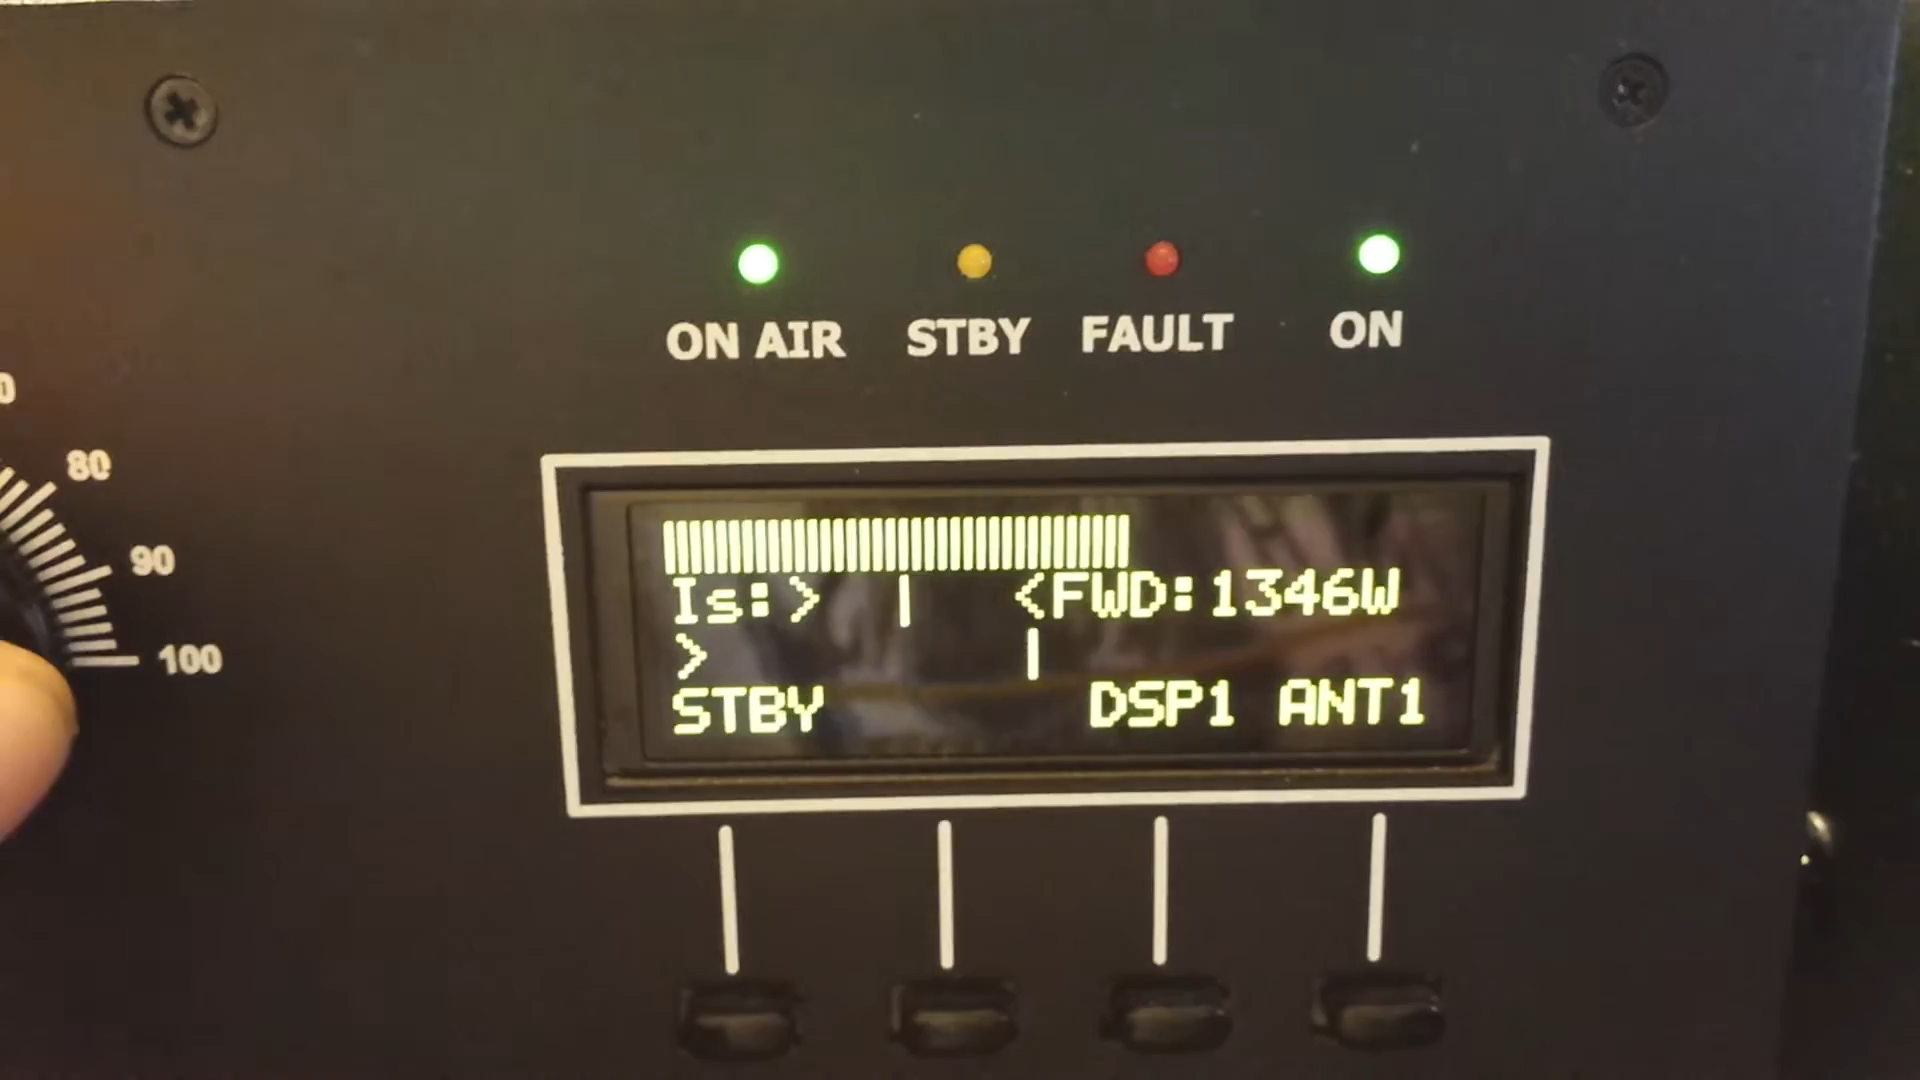 ON AIR STBY FAULT ON
80
90
100
Is:> | <FWD:1346W
> |
STBY DSP1 ANT1